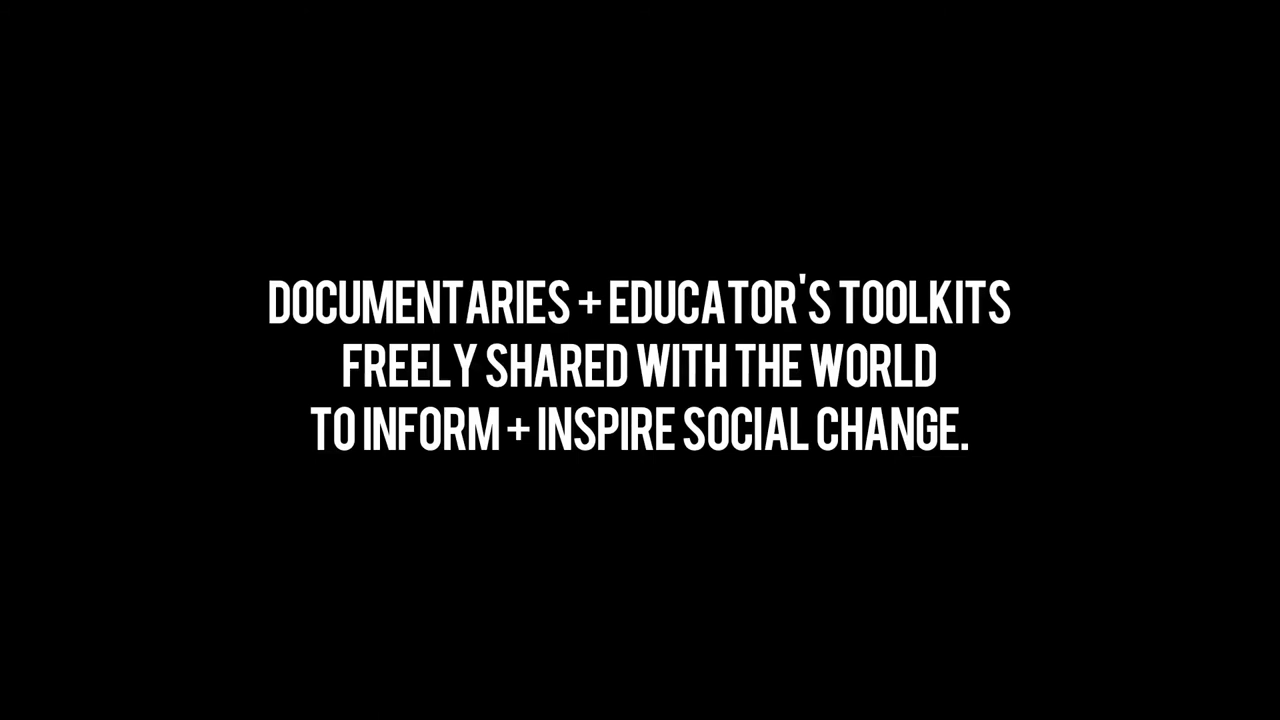 DOCUMENTARIES + EDUCATOR'S TOOLKITS
FREELY SHARED WITH THE WORLD
TO INFORM + INSPIRE SOCIAL CHANGE.